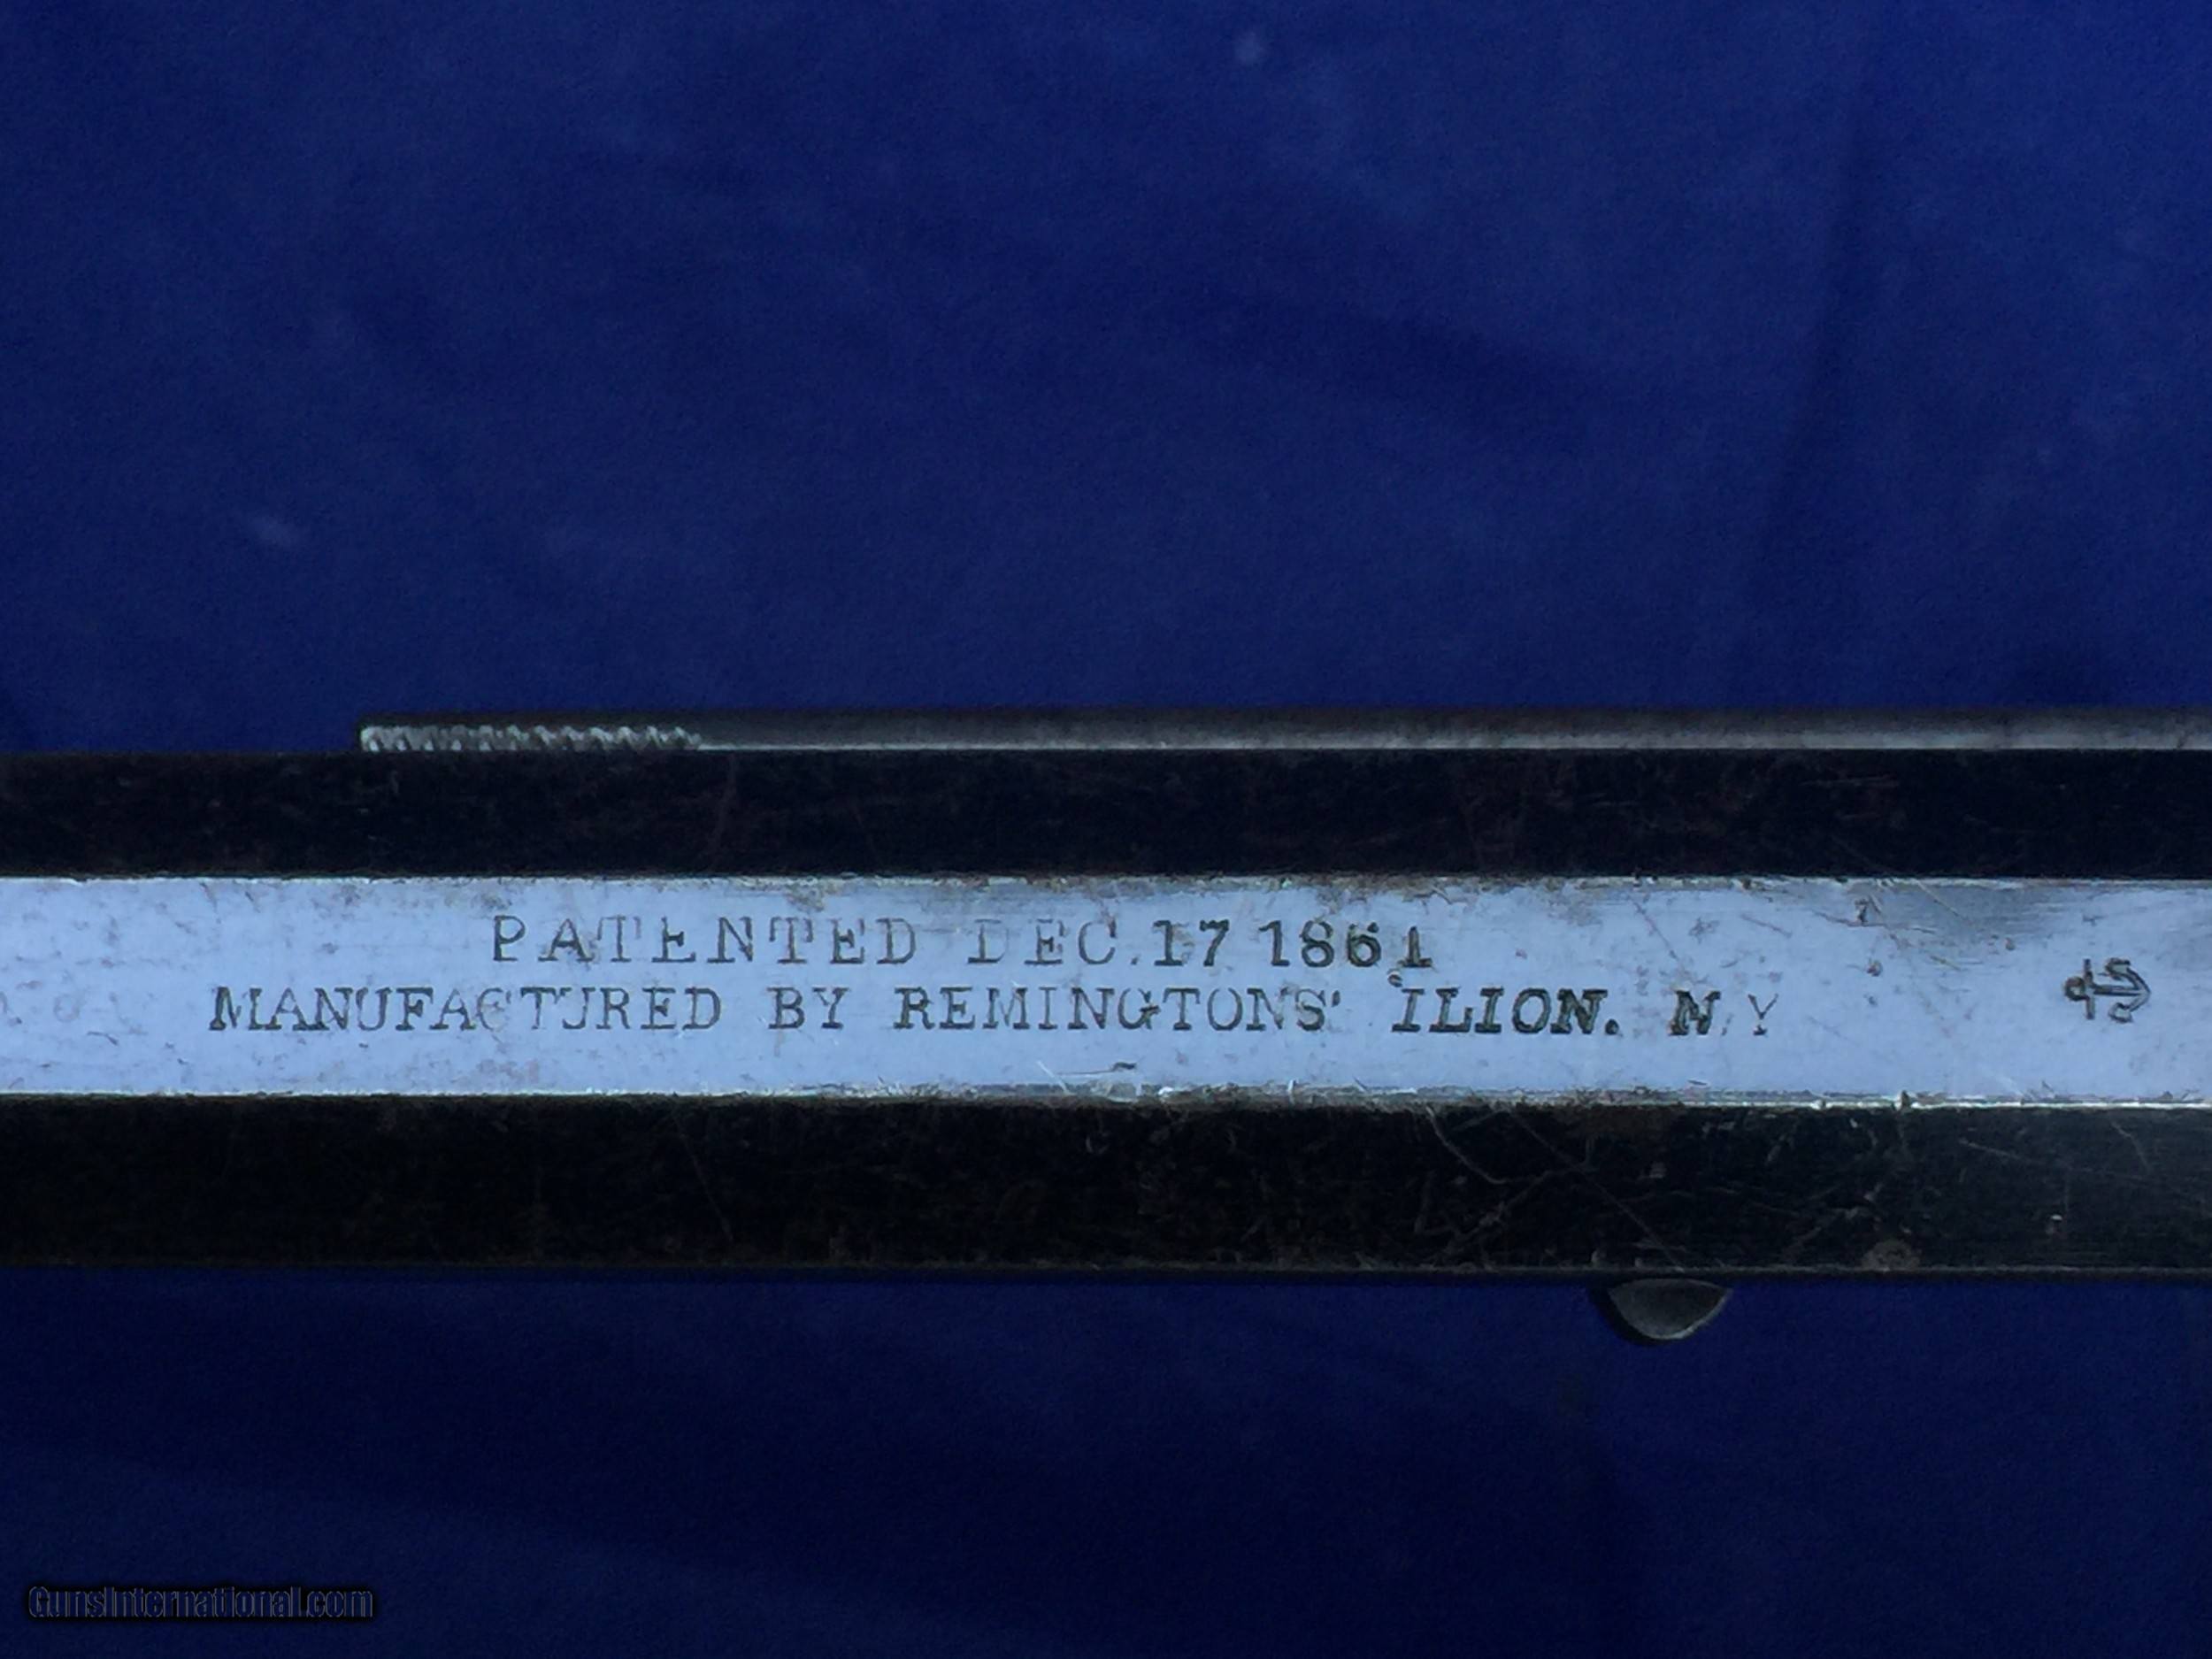 PATENTED DEC. 17 1861
MANUFACTURED BY REMINGTONS' ILION. N.Y
GunsInternational.com